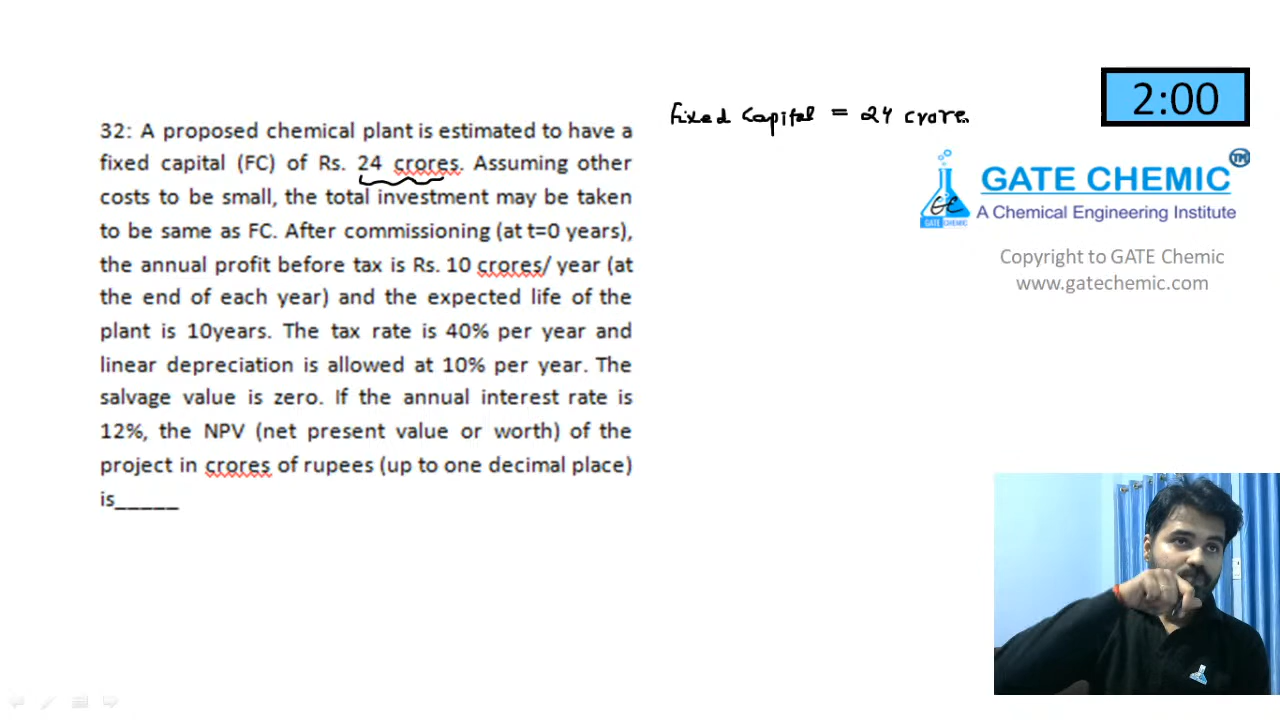 32: A proposed chemical plant is estimated to have a
fixed capital (FC) of Rs. 24 crores. Assuming other
costs to be small, the total investment may be taken
to be same as FC. After commissioning (at t=0 years),
the annual profit before tax is Rs. 10 crores/ year (at
the end of each year) and the expected life of the
plant is 10years. The tax rate is 40% per year and
linear depreciation is allowed at 10% per year. The
salvage value is zero. If the annual interest rate is
12%, the NPV (net present value or worth) of the
project in crores of rupees (up to one decimal place)
is_____
Fixed Capital = 24 crore
2:00
TM
GATE CHEMIC
A Chemical Engineering Institute
GC
GATE CHEMIC
Copyright to GATE Chemic
www.gatechemic.com